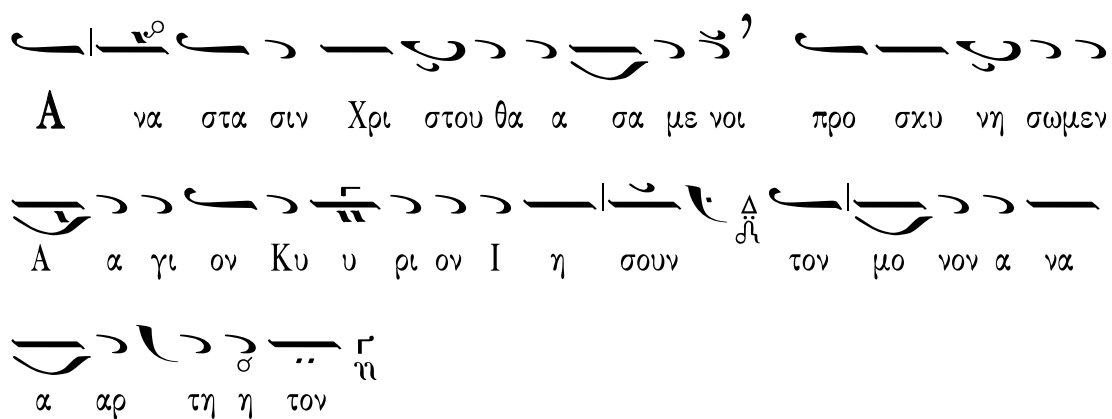 Α να στα σιν Χρι στου θα α σα με νοι προ σκυ νη σωμεν
Α α γι ον Κυ υ ρι ον Ι η σουν τον μο νον α να
α αρ τη η τον